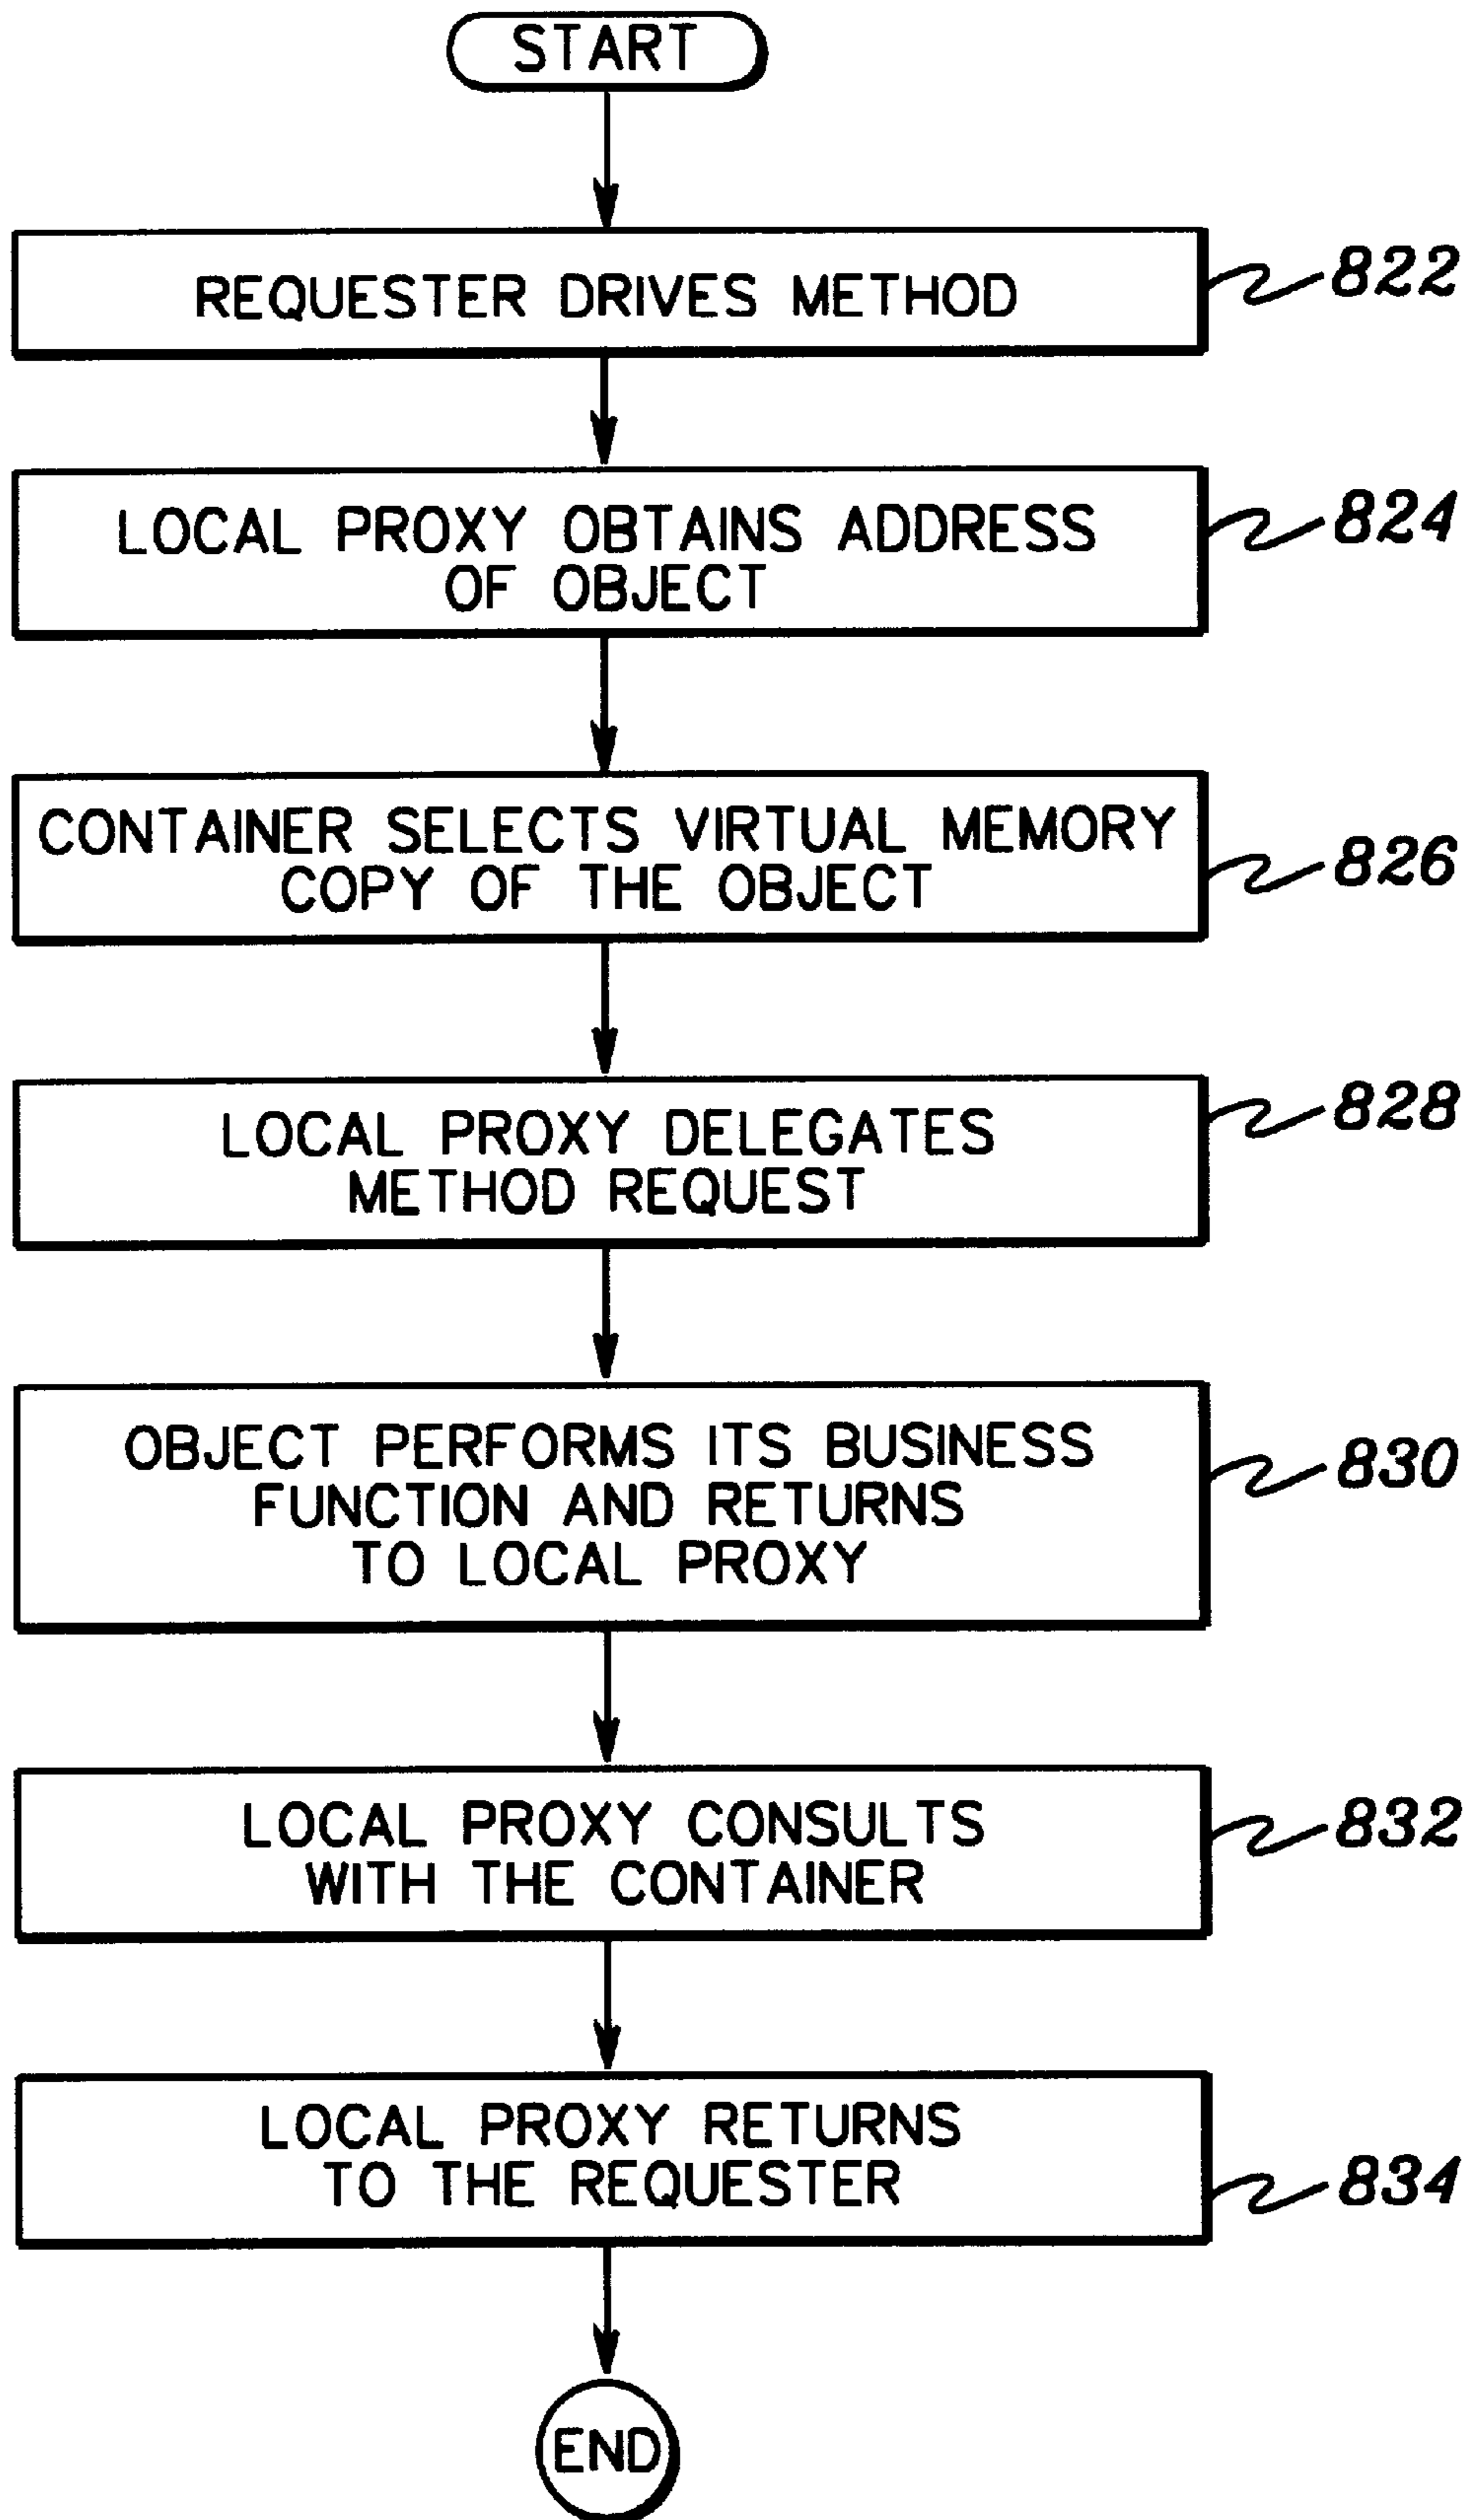 START
REQUESTER DRIVES METHOD
822
LOCAL PROXY OBTAINS ADDRESS
OF OBJECT
824
CONTAINER SELECTS VIRTUAL MEMORY
COPY OF THE OBJECT
826
LOCAL PROXY DELEGATES
METHOD REQUEST
828
OBJECT PERFORMS ITS BUSINESS
FUNCTION AND RETURNS
TO LOCAL PROXY
830
LOCAL PROXY CONSULTS
WITH THE CONTAINER
832
LOCAL PROXY RETURNS
TO THE REQUESTER
834
END